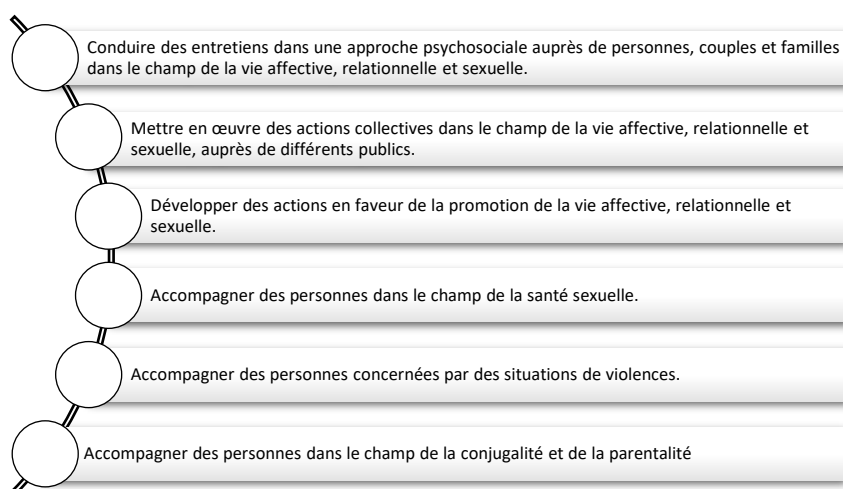 Conduire des entretiens dans une approche psychosociale auprès de personnes, couples et familles
dans le champ de la vie affective, relationnelle et sexuelle.
Mettre en œuvre des actions collectives dans le champ de la vie affective, relationnelle et
sexuelle, auprès de différents publics.
Développer des actions en faveur de la promotion de la vie affective, relationnelle et
sexuelle.
Accompagner des personnes dans le champ de la santé sexuelle.
Accompagner des personnes concernées par des situations de violences.
Accompagner des personnes dans le champ de la conjugalité et de la parentalité